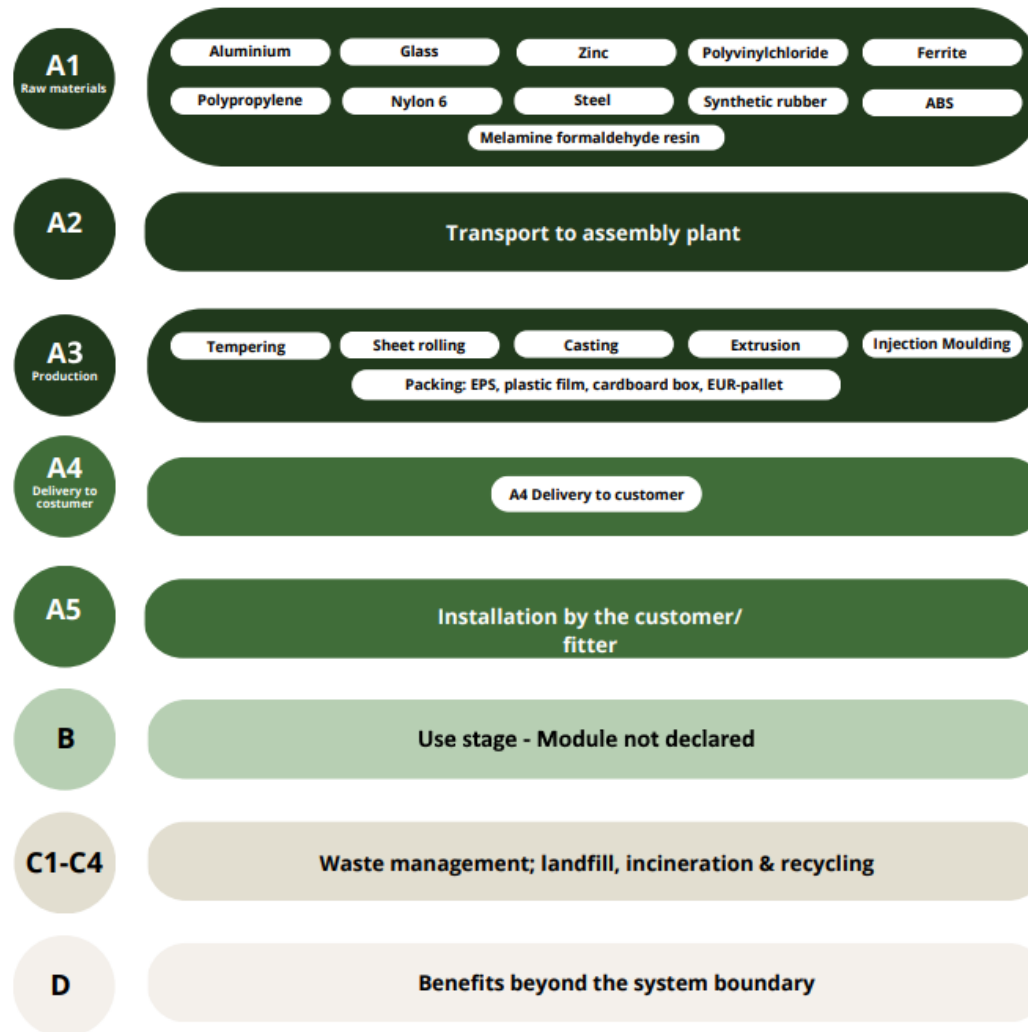 A1
Raw materials
Aluminium
Glass
Zinc
Polyvinylchloride
Ferrite
Polypropylene
Nylon 6
Steel
Synthetic rubber
ABS
Melamine formaldehyde resin
A2
Transport to assembly plant
A3
Production
Tempering
Sheet rolling
Casting
Extrusion
Injection Moulding
Packing: EPS, plastic film, cardboard box, EUR-pallet
A4
Delivery to
costumer
A4 Delivery to customer
A5
Installation by the customer/
fitter
B
Use stage - Module not declared
C1-C4
Waste management; landfill, incineration & recycling
D
Benefits beyond the system boundary